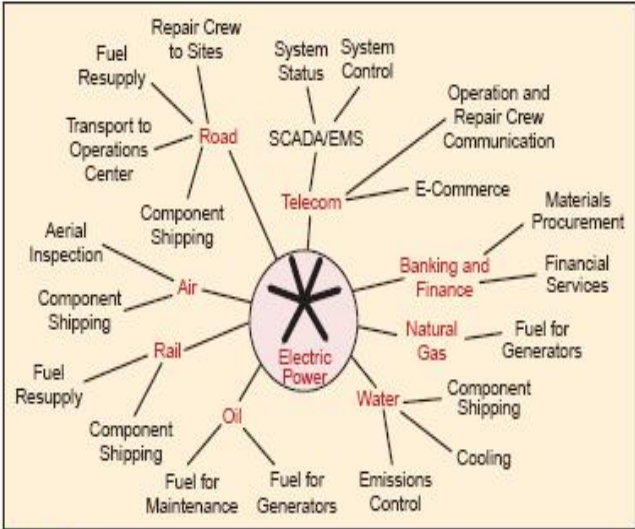 Repair Crew
to Sites
Fuel
Resupply
Transport to
Operations
Center
Road
Component
Shipping
System
Status
System
Control
SCADA/EMS
Operation and
Repair Crew
Communication
Telecom
E-Commerce
Materials
Procurement
Banking and
Finance
Financial
Services
Aerial
Inspection
Air
Component
Shipping
Natural
Gas
Fuel for
Generators
Electric
Power
Rail
Fuel
Resupply
Component
Shipping
Oil
Fuel for
Maintenance
Fuel for
Generators
Water
Component
Shipping
Cooling
Emissions
Control